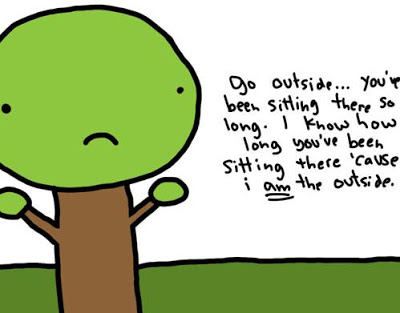 Go outside... you've
been sitting there so
long. I know how
long you've been
sitting there 'cause
i am the outside.